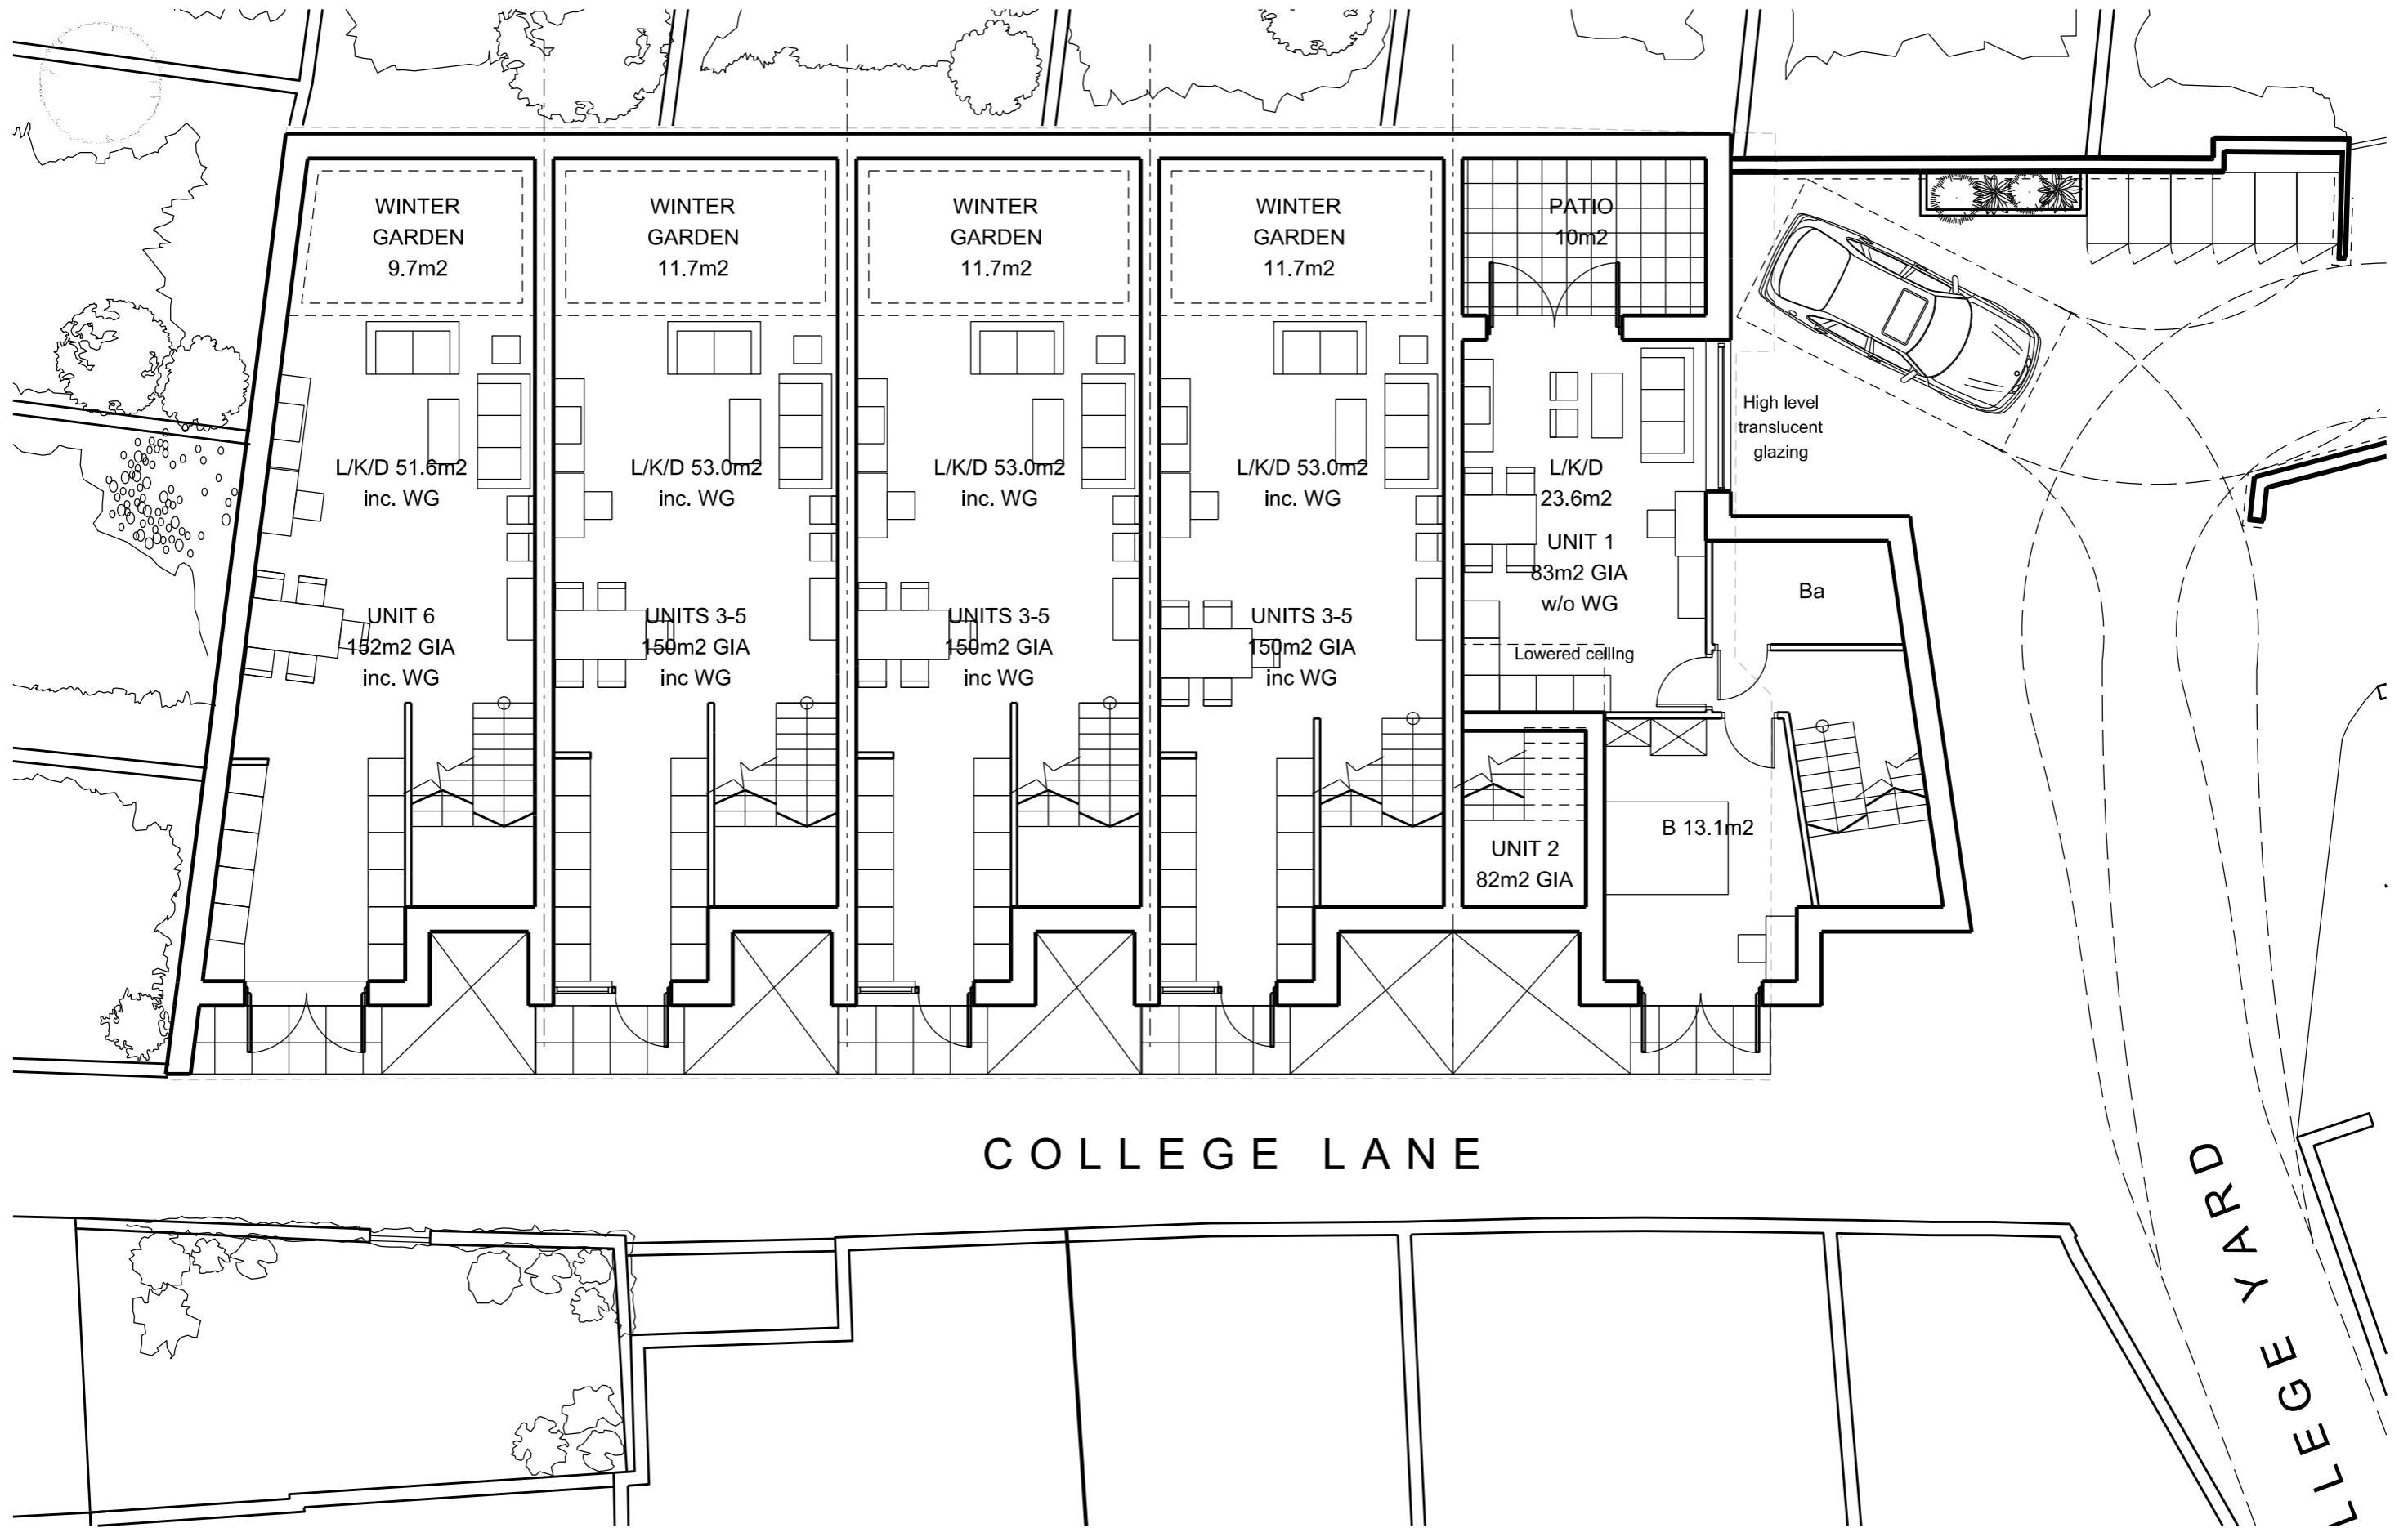 WINTER
GARDEN
9.7m2
WINTER
GARDEN
11.7m2
WINTER
GARDEN
11.7m2
WINTER
GARDEN
11.7m2
PATIO
10m2
High level
translucent
glazing
L/K/D 51.6m2
inc. WG
L/K/D 53.0m2
inc. WG
L/K/D 53.0m2
inc. WG
L/K/D 53.0m2
inc. WG
L/K/D
23.6m2
UNIT 1
83m2 GIA
w/o WG
Ba
UNIT 6
152m2 GIA
inc. WG
UNITS 3-5
150m2 GIA
inc WG
UNITS 3-5
150m2 GIA
inc WG
UNITS 3-5
150m2 GIA
inc WG
Lowered ceiling
B 13.1m2
UNIT 2
82m2 GIA
COLLEGE LANE
LLEGE YARD